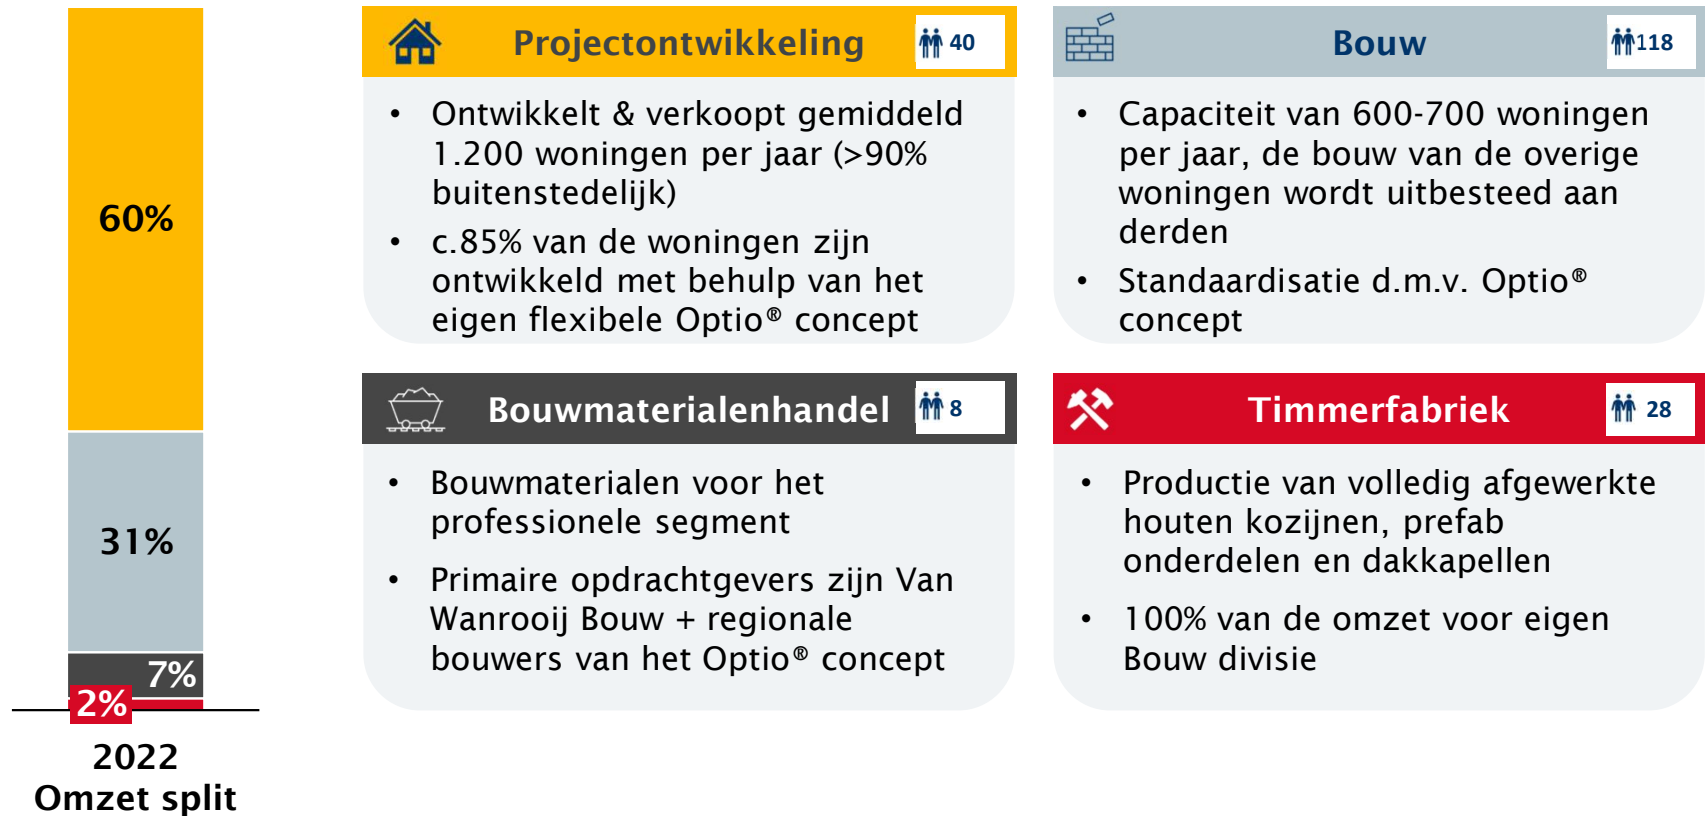 60%
31%
7%
2%
2022
Omzet split
Projectontwikkeling
40
• Ontwikkelt & verkoopt gemiddeld
1.200 woningen per jaar (>90%
buitenstedelijk)
• c.85% van de woningen zijn
ontwikkeld met behulp van het
eigen flexibele Optio® concept
Bouw
118
• Capaciteit van 600-700 woningen
per jaar, de bouw van de overige
woningen wordt uitbesteed aan
derden
• Standaardisatie d.m.v. Optio®
concept
Bouwmaterialenhandel
8
• Bouwmaterialen voor het
professionele segment
• Primaire opdrachtgevers zijn Van
Wanrooij Bouw + regionale
bouwers van het Optio® concept
Timmerfabriek
28
• Productie van volledig afgewerkte
houten kozijnen, prefab
onderdelen en dakkapellen
• 100% van de omzet voor eigen
Bouw divisie